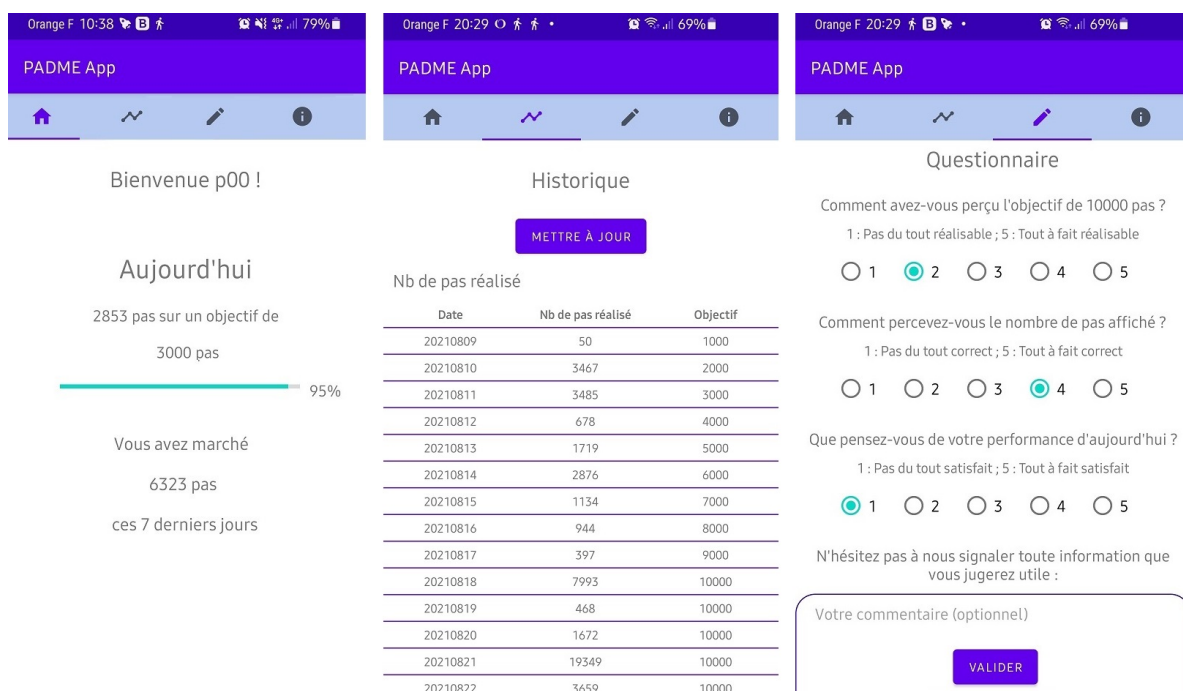 Orange F 10:38 79%
PADME App
Bienvenue p00 !
Aujourd'hui
2853 pas sur un objectif de
3000 pas
95%
Vous avez marché
6323 pas
ces 7 derniers jours
Orange F 20:29 69%
PADME App
Historique
METTRE À JOUR
Nb de pas réalisé
Date Nb de pas réalisé Objectif
20210809 50 1000
20210810 3467 2000
20210811 3485 3000
20210812 678 4000
20210813 1719 5000
20210814 2876 6000
20210815 1134 7000
20210816 944 8000
20210817 397 9000
20210818 7993 10000
20210819 468 10000
20210820 1672 10000
20210821 19349 10000
20210822 3659 10000
Orange F 20:29 69%
PADME App
Questionnaire
Comment avez-vous perçu l'objectif de 10000 pas ?
1 : Pas du tout réalisable ; 5 : Tout à fait réalisable
1 2 3 4 5
Comment percevez-vous le nombre de pas affiché ?
1 : Pas du tout correct ; 5 : Tout à fait correct
1 2 3 4 5
Que pensez-vous de votre performance d'aujourd'hui ?
1 : Pas du tout satisfait ; 5 : Tout à fait satisfait
1 2 3 4 5
N'hésitez pas à nous signaler toute information que
vous jugerez utile :
Votre commentaire (optionnel)
VALIDER